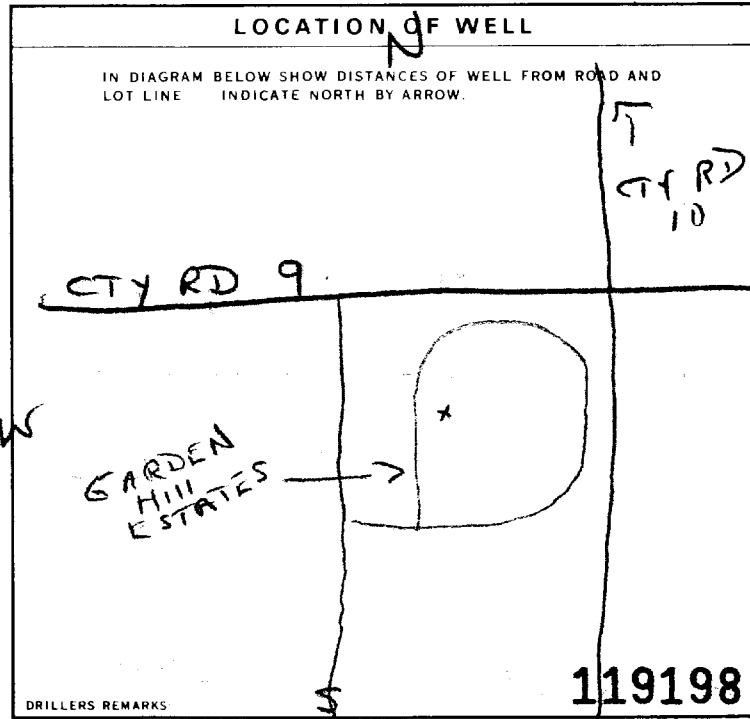 LOCATION OF WELL
N
IN DIAGRAM BELOW SHOW DISTANCES OF WELL FROM ROAD AND
LOT LINE INDICATE NORTH BY ARROW.
CTY RD
10
CTY RD 9
X
W
GARDEN
HILL
ESTATES
S
DRILLERS REMARKS
119198